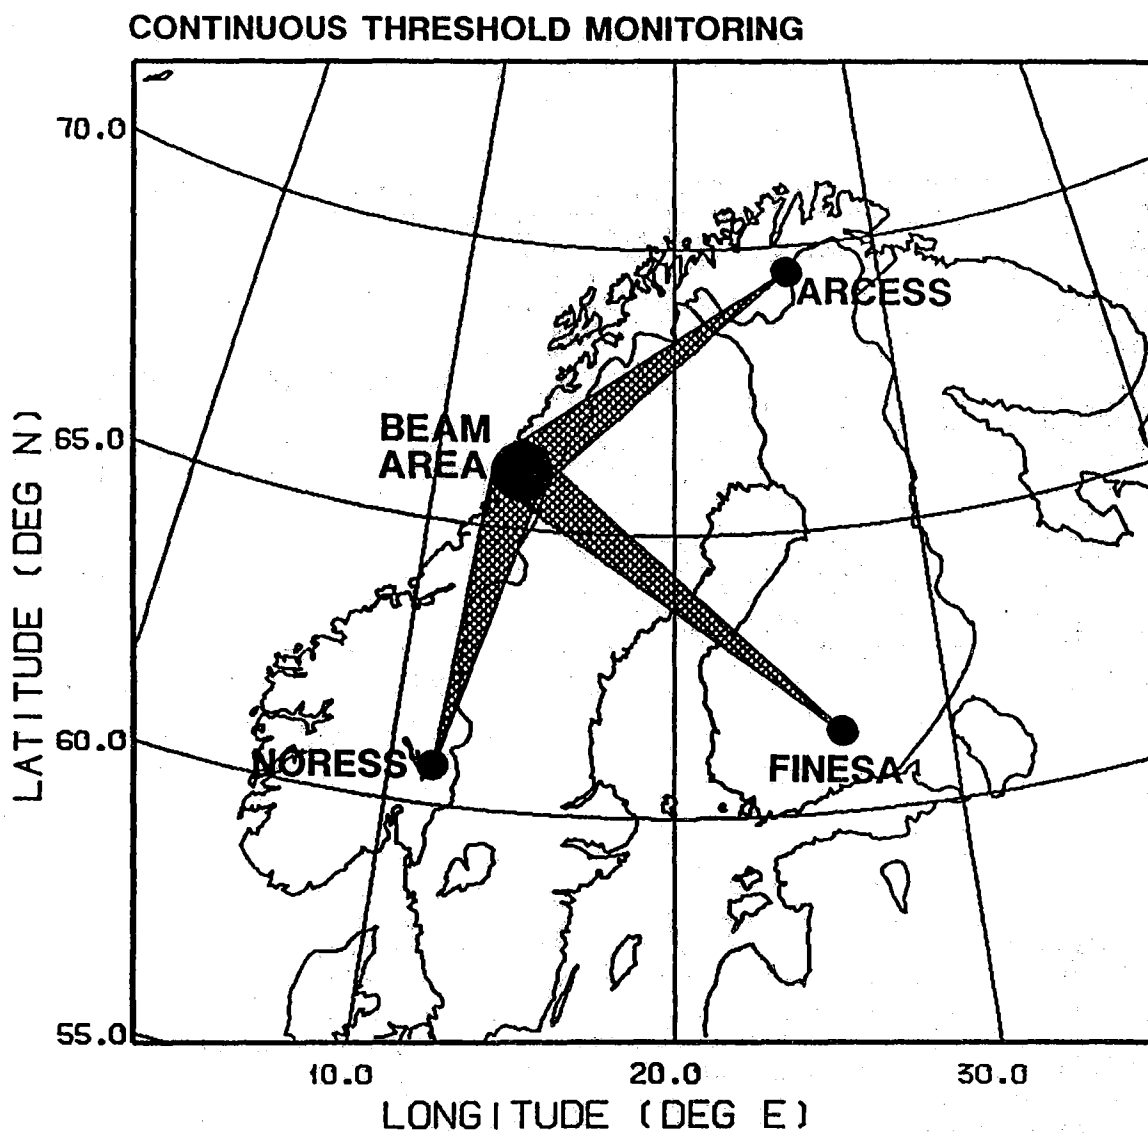 CONTINUOUS THRESHOLD MONITORING
70.0
ARCESS
BEAM
AREA
65.0
LATITUDE (DEG N)
60.0
NORESS
FINESA
55.0
10.0
20.0
30.0
LONGITUDE (DEG E)